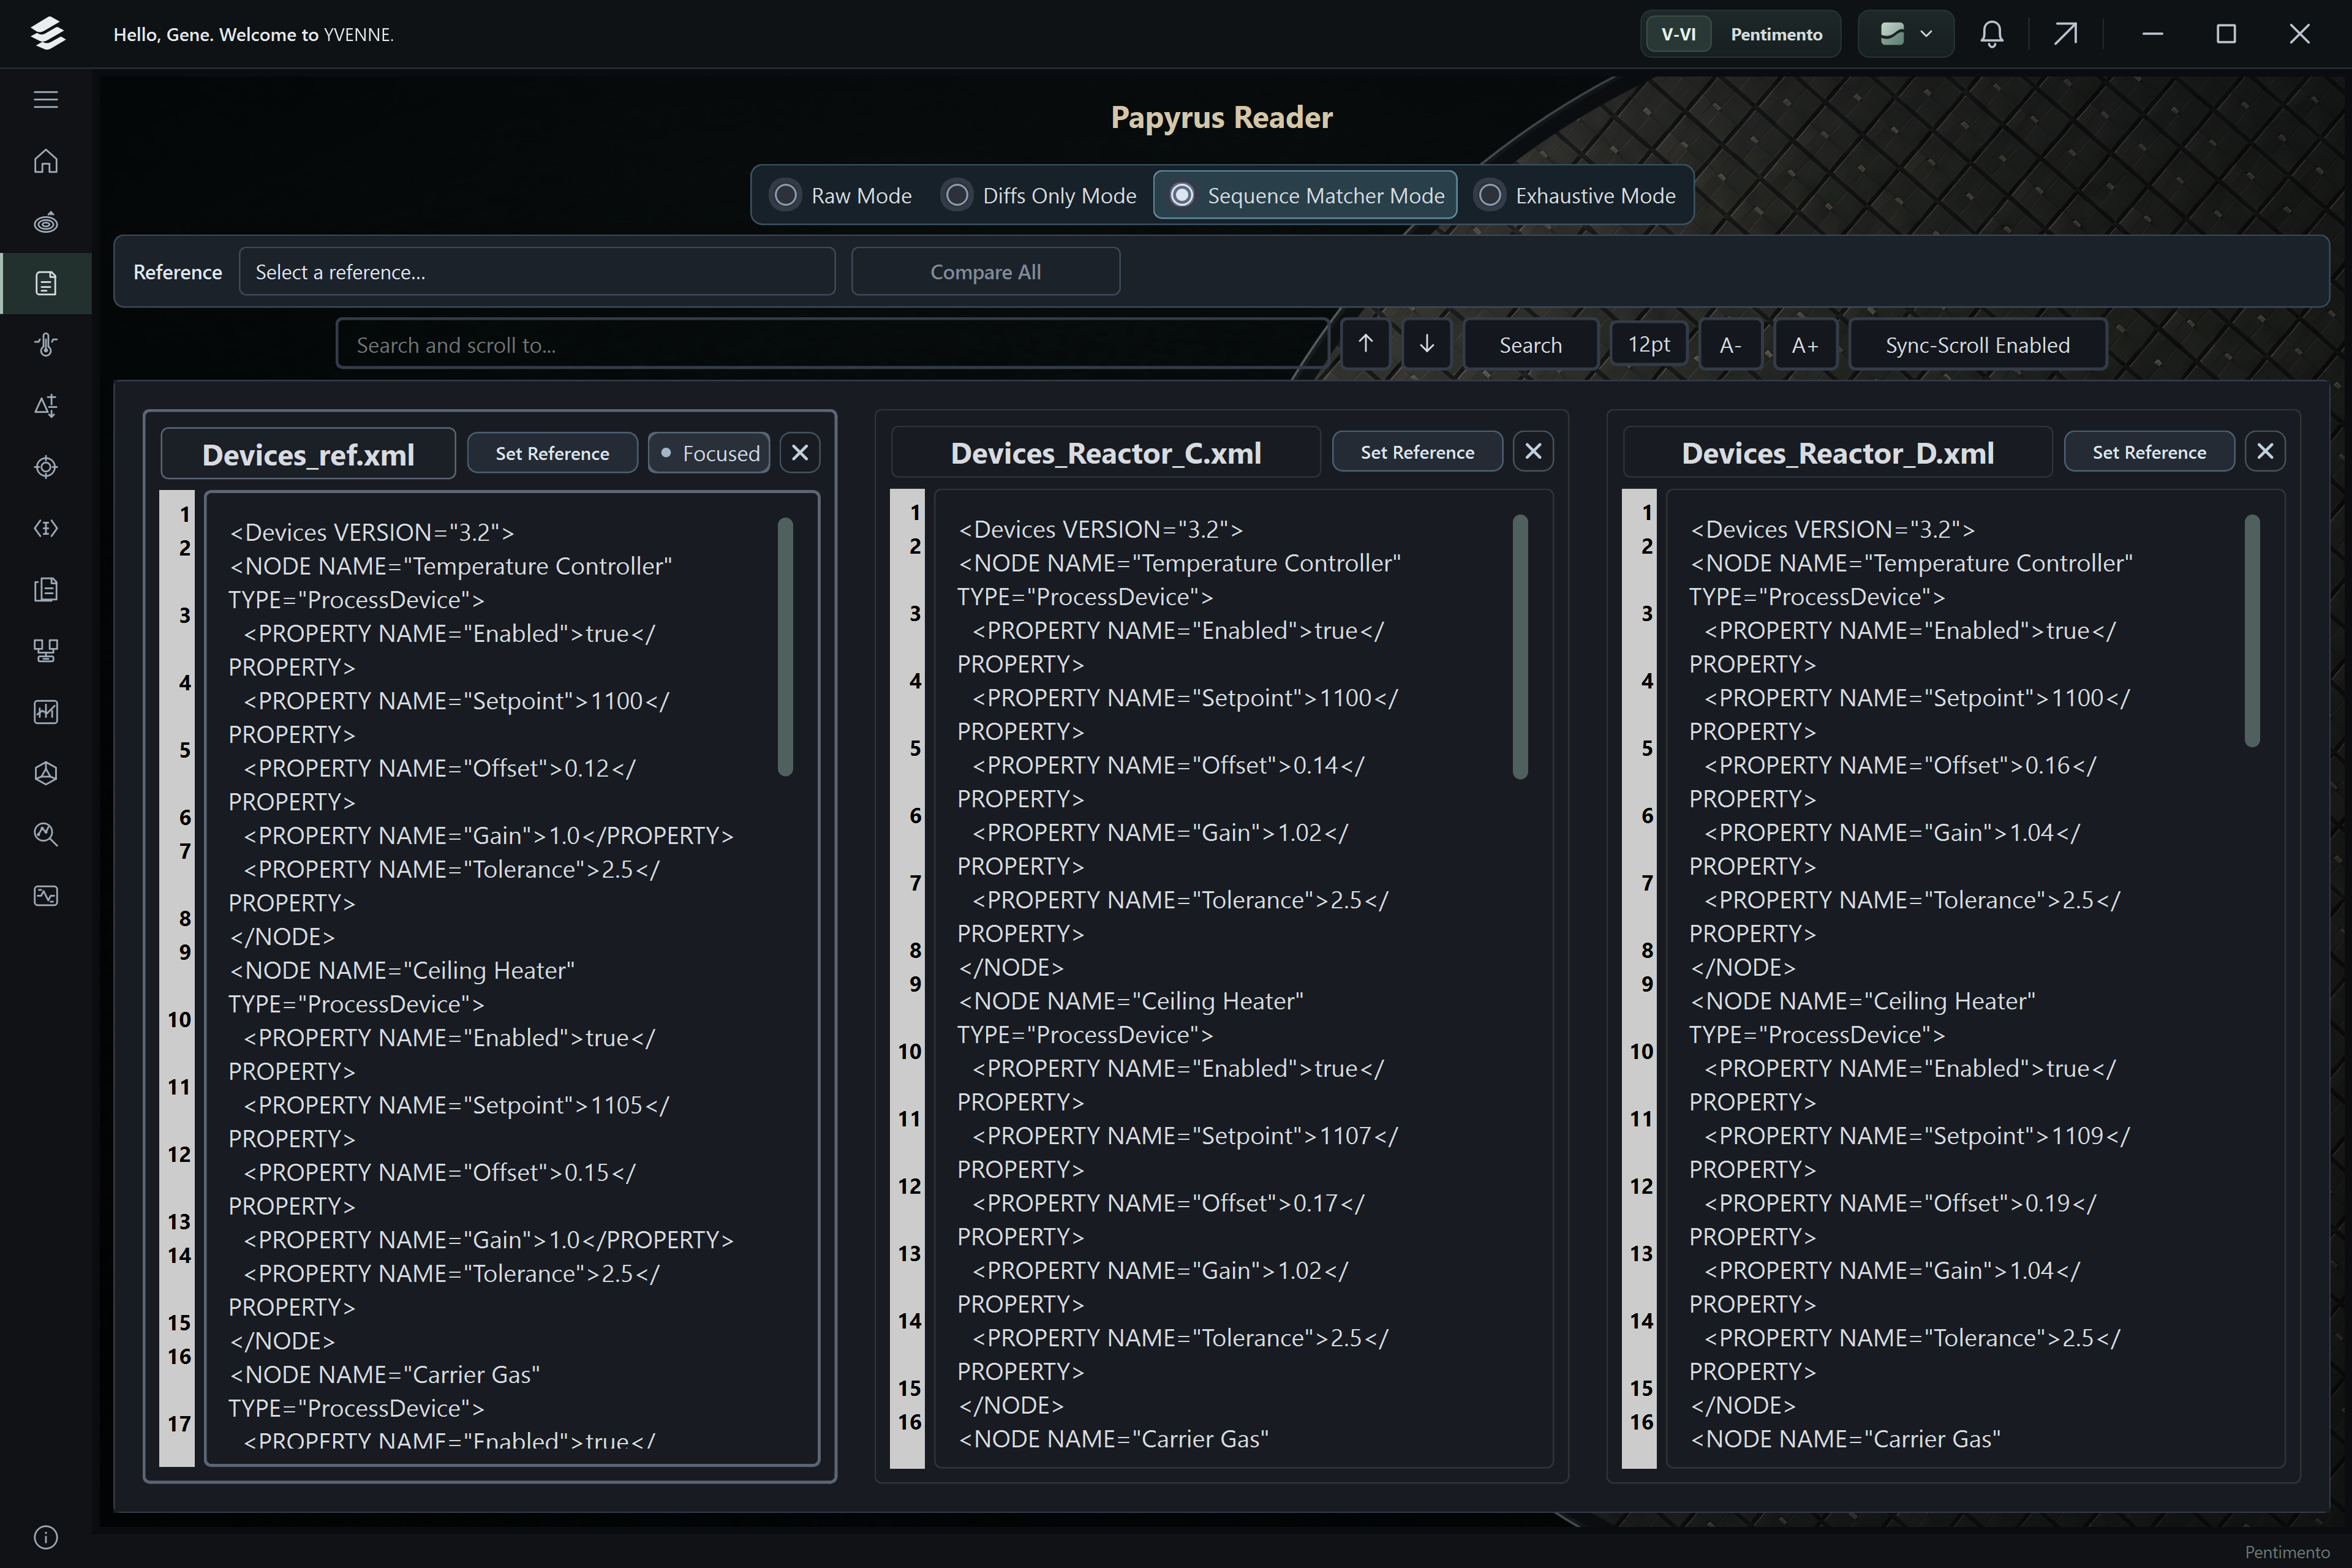 Hello, Gene. Welcome to YVENNE.
V-VI
Pentimento
Papyrus Reader
Raw Mode
Diffs Only Mode
Sequence Matcher Mode
Exhaustive Mode
Reference
Select a reference...
Compare All
Search and scroll to...
Search
12pt
A-
A+
Sync-Scroll Enabled
Devices_ref.xml
Set Reference
Focused
1 <Devices VERSION="3.2">
2 <NODE NAME="Temperature Controller"
TYPE="ProcessDevice">
3 <PROPERTY NAME="Enabled">true</
PROPERTY>
4 <PROPERTY NAME="Setpoint">1100</
PROPERTY>
5 <PROPERTY NAME="Offset">0.12</
PROPERTY>
6 <PROPERTY NAME="Gain">1.0</PROPERTY>
7 <PROPERTY NAME="Tolerance">2.5</
PROPERTY>
8 </NODE>
9 <NODE NAME="Ceiling Heater"
TYPE="ProcessDevice">
10 <PROPERTY NAME="Enabled">true</
PROPERTY>
11 <PROPERTY NAME="Setpoint">1105</
PROPERTY>
12 <PROPERTY NAME="Offset">0.15</
PROPERTY>
13 <PROPERTY NAME="Gain">1.0</PROPERTY>
14 <PROPERTY NAME="Tolerance">2.5</
PROPERTY>
15 </NODE>
16 <NODE NAME="Carrier Gas"
TYPE="ProcessDevice">
17 <PROPERTY NAME="Enabled">true</
Devices_Reactor_C.xml
Set Reference
1 <Devices VERSION="3.2">
2 <NODE NAME="Temperature Controller"
TYPE="ProcessDevice">
3 <PROPERTY NAME="Enabled">true</
PROPERTY>
4 <PROPERTY NAME="Setpoint">1100</
PROPERTY>
5 <PROPERTY NAME="Offset">0.14</
PROPERTY>
6 <PROPERTY NAME="Gain">1.02</
PROPERTY>
7 <PROPERTY NAME="Tolerance">2.5</
PROPERTY>
8 </NODE>
9 <NODE NAME="Ceiling Heater"
TYPE="ProcessDevice">
10 <PROPERTY NAME="Enabled">true</
PROPERTY>
11 <PROPERTY NAME="Setpoint">1107</
PROPERTY>
12 <PROPERTY NAME="Offset">0.17</
PROPERTY>
13 <PROPERTY NAME="Gain">1.02</
PROPERTY>
14 <PROPERTY NAME="Tolerance">2.5</
PROPERTY>
15 </NODE>
16 <NODE NAME="Carrier Gas"
Devices_Reactor_D.xml
Set Reference
1 <Devices VERSION="3.2">
2 <NODE NAME="Temperature Controller"
TYPE="ProcessDevice">
3 <PROPERTY NAME="Enabled">true</
PROPERTY>
4 <PROPERTY NAME="Setpoint">1100</
PROPERTY>
5 <PROPERTY NAME="Offset">0.16</
PROPERTY>
6 <PROPERTY NAME="Gain">1.04</
PROPERTY>
7 <PROPERTY NAME="Tolerance">2.5</
PROPERTY>
8 </NODE>
9 <NODE NAME="Ceiling Heater"
TYPE="ProcessDevice">
10 <PROPERTY NAME="Enabled">true</
PROPERTY>
11 <PROPERTY NAME="Setpoint">1109</
PROPERTY>
12 <PROPERTY NAME="Offset">0.19</
PROPERTY>
13 <PROPERTY NAME="Gain">1.04</
PROPERTY>
14 <PROPERTY NAME="Tolerance">2.5</
PROPERTY>
15 </NODE>
16 <NODE NAME="Carrier Gas"
Pentimento